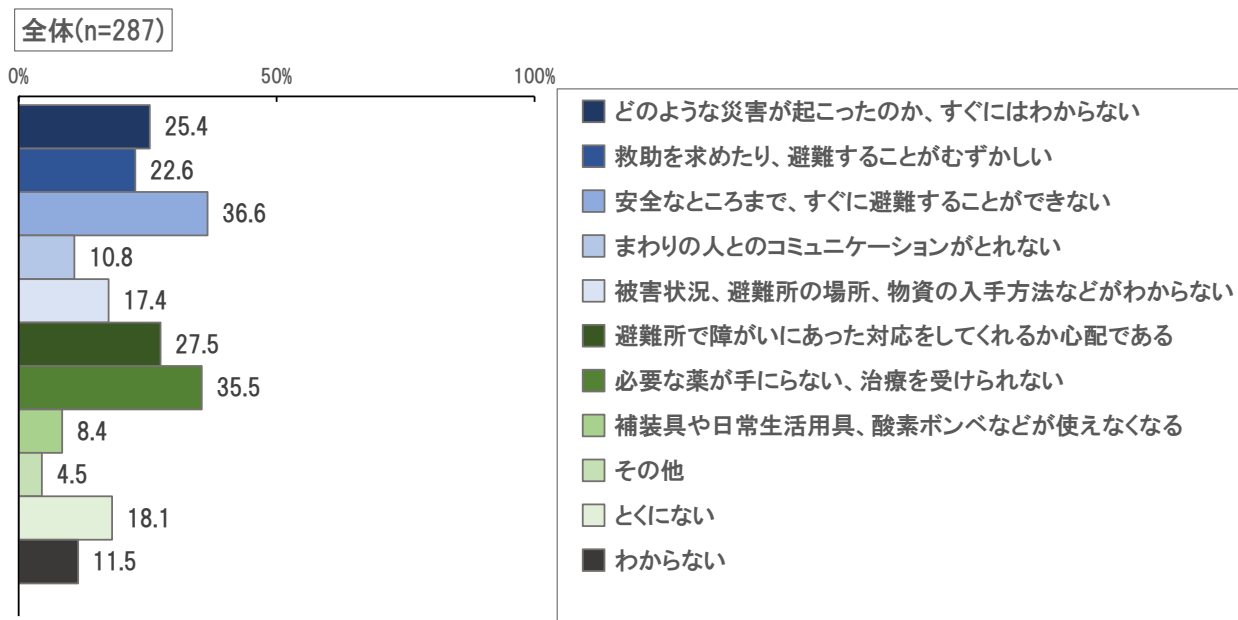 全体(n=287)
0%
50%
100%
25.4
22.6
36.6
10.8
17.4
27.5
35.5
8.4
4.5
18.1
11.5
どのような災害が起こったのか、すぐにはわからない
救助を求めたり、避難することがむずかしい
安全なところまで、すぐに避難することができない
まわりの人とのコミュニケーションがとれない
被害状況、避難所の場所、物資の入手方法などがわからない
避難所で障がいにあった対応をしてくれるか心配である
必要な薬が手にらない、治療を受けられない
補装具や日常生活用具、酸素ボンベなどが使えなくなる
その他
とくにない
わからない